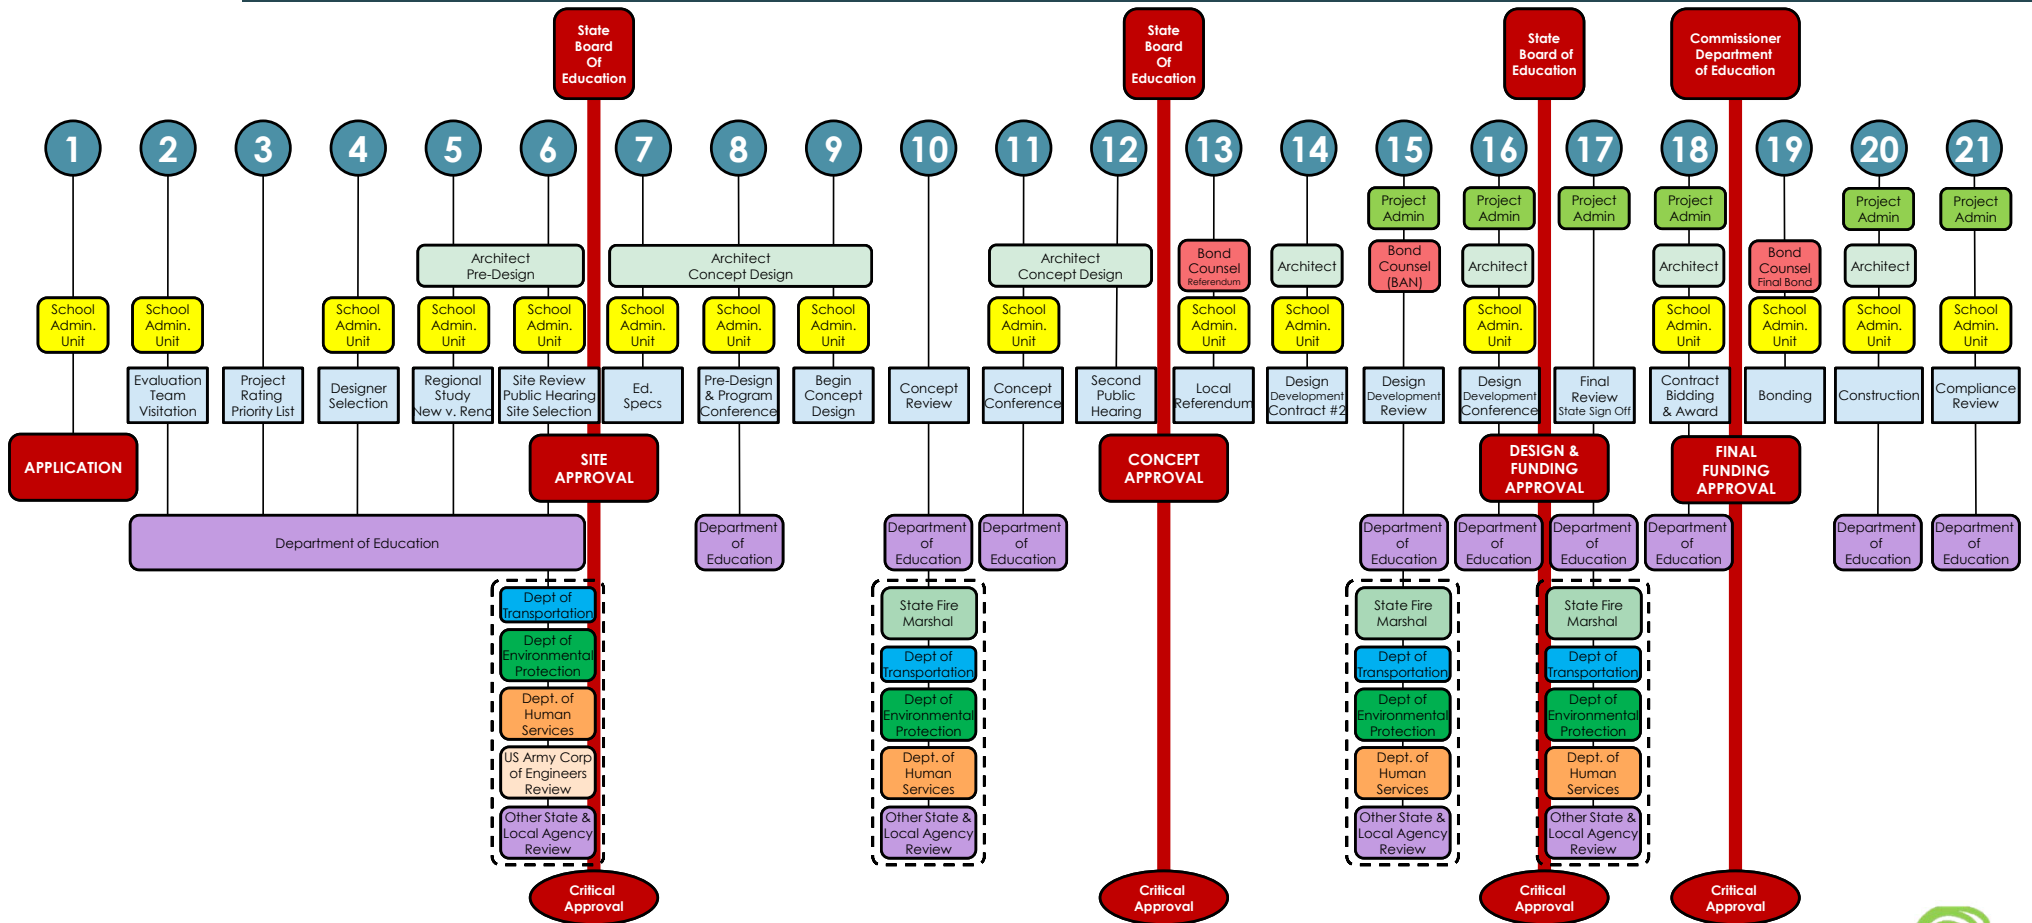 State
Board
Of
Education
State
Board
Of
Education
State
Board of
Education
Commissioner
Department
of Education
1
2
3
4
5
6
7
8
9
10
11
12
13
14
15
16
17
18
19
20
21
Project
Admin
Project
Admin
Project
Admin
Project
Admin
Project
Admin
Project
Admin
Architect
Pre-Design
Architect
Concept Design
Architect
Concept Design
Bond
Counsel
Referendum
Architect
Bond
Counsel
(BAN)
Architect
Architect
Bond
Counsel
Final Bond
Architect
School
Admin.
Unit
School
Admin.
Unit
School
Admin.
Unit
School
Admin.
Unit
School
Admin.
Unit
School
Admin.
Unit
School
Admin.
Unit
School
Admin.
Unit
School
Admin.
Unit
School
Admin.
Unit
School
Admin.
Unit
School
Admin.
Unit
School
Admin.
Unit
School
Admin.
Unit
School
Admin.
Unit
School
Admin.
Unit
Evaluation
Team
Visitation
Project
Rating
Priority List
Designer
Selection
Regional
Study
New v. Reno
Site Review
Public Hearing
Site Selection
Ed.
Specs
Pre-Design
& Program
Conference
Begin
Concept
Design
Concept
Review
Concept
Conference
Second
Public
Hearing
Local
Referendum
Design
Development
Contract #2
Design
Development
Review
Design
Development
Conference
Final
Review
State Sign Off
Contract
Bidding
& Award
Bonding
Construction
Compliance
Review
APPLICATION
SITE
APPROVAL
CONCEPT
APPROVAL
DESIGN &
FUNDING
APPROVAL
FINAL
FUNDING
APPROVAL
Department of Education
Department
of
Education
Department
of
Education
Department
of
Education
Department
of
Education
Department
of
Education
Department
of
Education
Department
of
Education
Department
of
Education
Department
of
Education
Dept of
Transportation
Dept of
Environmental
Protection
Dept. of
Human
Services
US Army Corp
of Engineers
Review
Other State &
Local Agency
Review
State Fire
Marshal
Dept of
Transportation
Dept of
Environmental
Protection
Dept. of
Human
Services
Other State &
Local Agency
Review
State Fire
Marshal
Dept of
Transportation
Dept of
Environmental
Protection
Dept. of
Human
Services
Other State &
Local Agency
Review
State Fire
Marshal
Dept of
Transportation
Dept of
Environmental
Protection
Dept. of
Human
Services
Other State &
Local Agency
Review
Critical
Approval
Critical
Approval
Critical
Approval
Critical
Approval